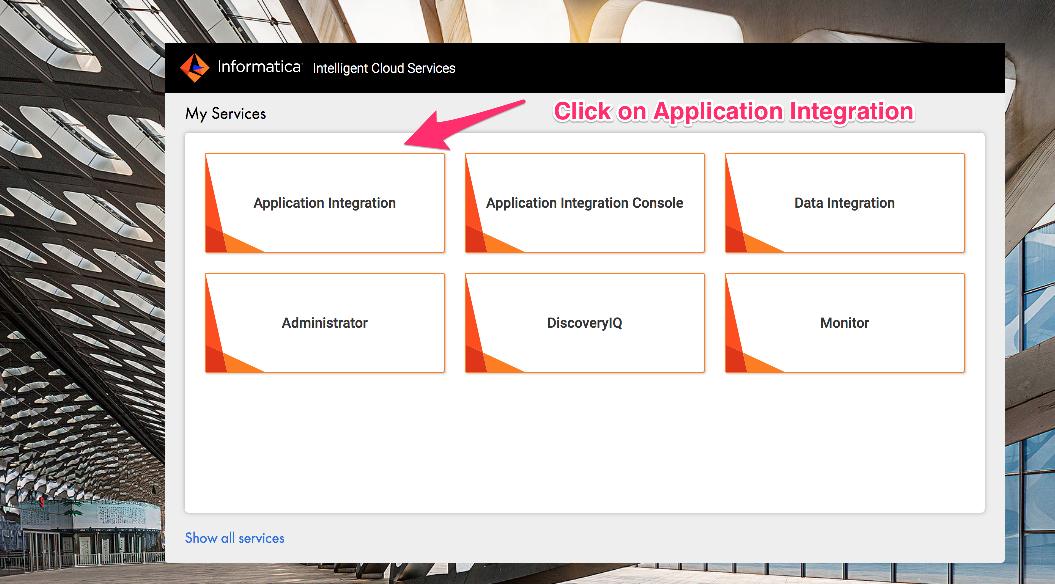 Informatica Intelligent Cloud Services
My Services
Click on Application Integration
Application Integration
Application Integration Console
Data Integration
Administrator
DiscoveryIQ
Monitor
Show all services